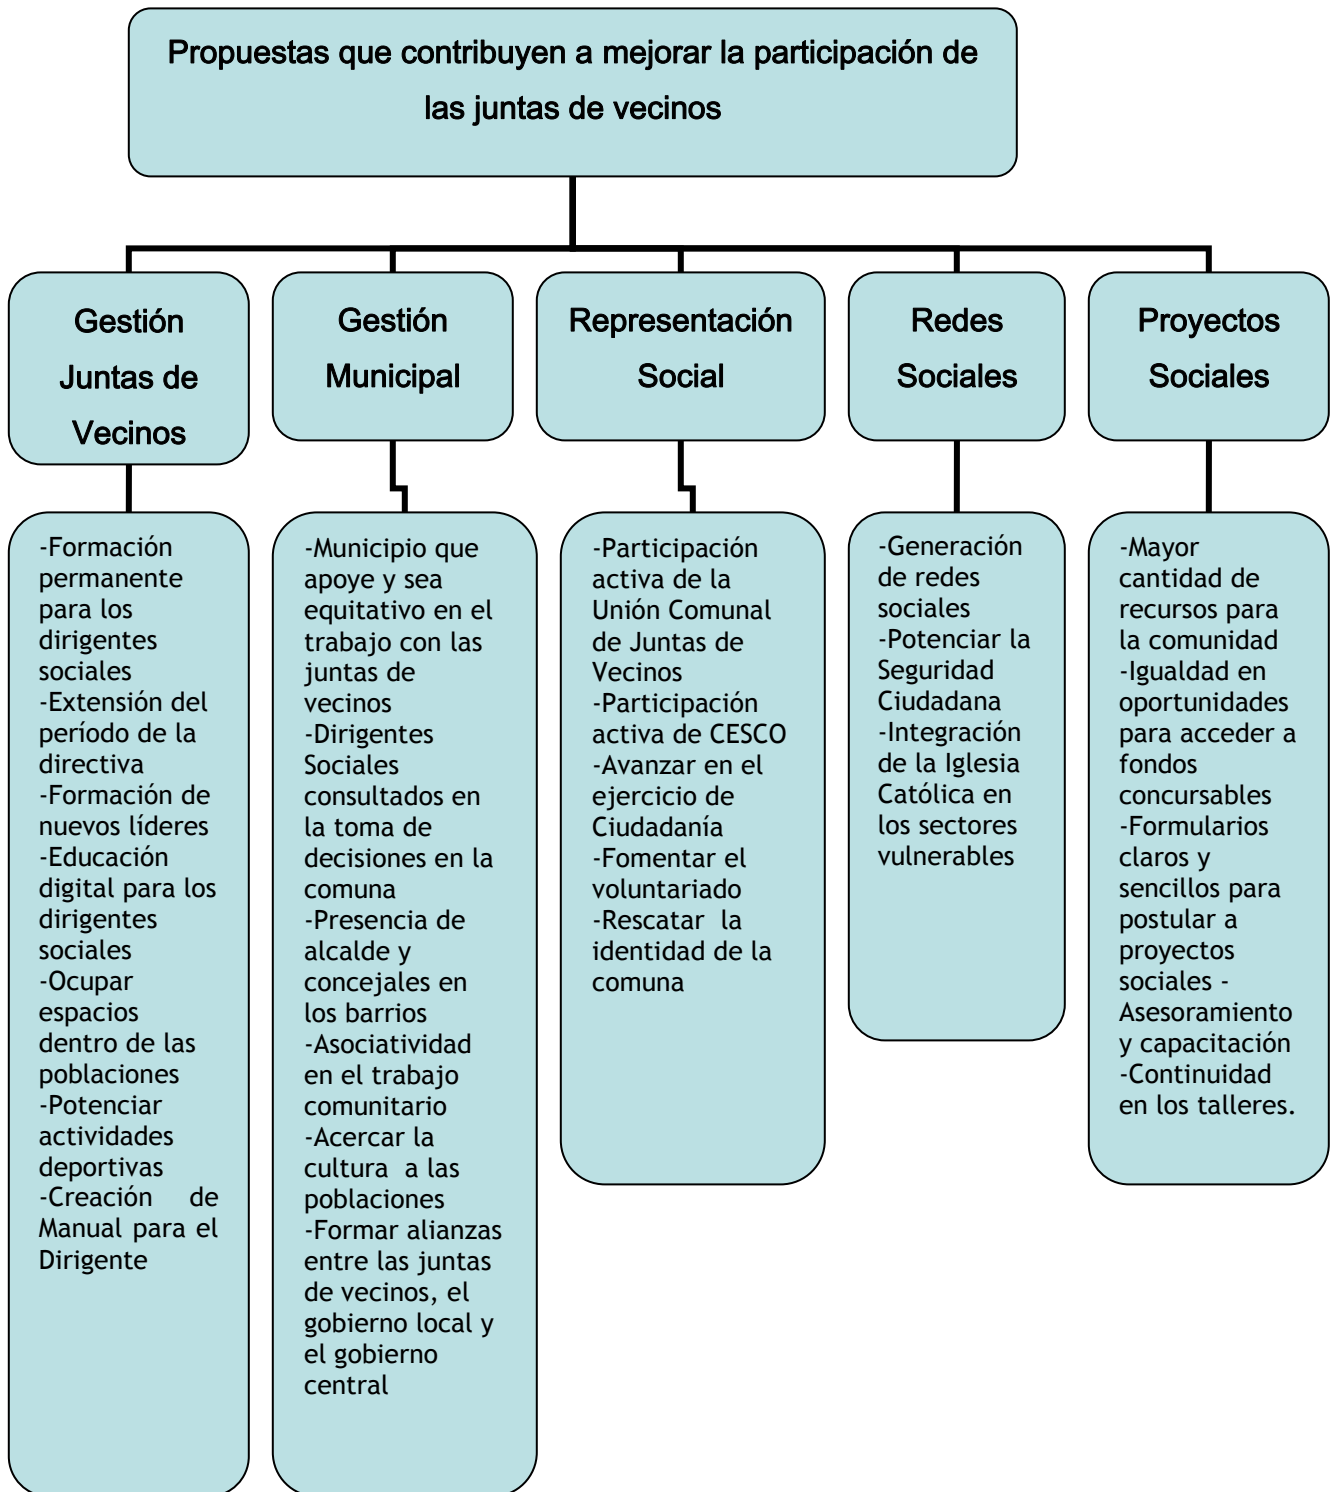 Propuestas que contribuyen a mejorar la participación de
las juntas de vecinos
Gestión
Juntas de
Vecinos
Gestión
Municipal
Representación
Social
Redes
Sociales
Proyectos
Sociales
-Formación
permanente
para los
dirigentes
sociales
-Extensión del
período de la
directiva
-Formación de
nuevos líderes
-Educación
digital para los
dirigentes
sociales
-Ocupar
espacios
dentro de las
poblaciones
-Potenciar
actividades
deportivas
-Creación de
Manual para el
Dirigente
-Municipio que
apoye y sea
equitativo en el
trabajo con las
juntas de
vecinos
-Dirigentes
Sociales
consultados en
la toma de
decisiones en la
comuna
-Presencia de
alcalde y
concejales en
los barrios
-Asociatividad
en el trabajo
comunitario
-Acercar la
cultura a las
poblaciones
-Formar alianzas
entre las juntas
de vecinos, el
gobierno local y
el gobierno
central
-Participación
activa de la
Unión Comunal
de Juntas de
Vecinos
-Participación
activa de CESCO
-Avanzar en el
ejercicio de
Ciudadanía
-Fomentar el
voluntariado
-Rescatar la
identidad de la
comuna
-Generación
de redes
sociales
-Potenciar la
Seguridad
Ciudadana
-Integración
de la Iglesia
Católica en
los sectores
vulnerables
-Mayor
cantidad de
recursos para
la comunidad
-Igualdad en
oportunidades
para acceder a
fondos
concursables
-Formularios
claros y
sencillos para
postular a
proyectos
sociales -
Asesoramiento
y capacitación
-Continuidad
en los talleres.